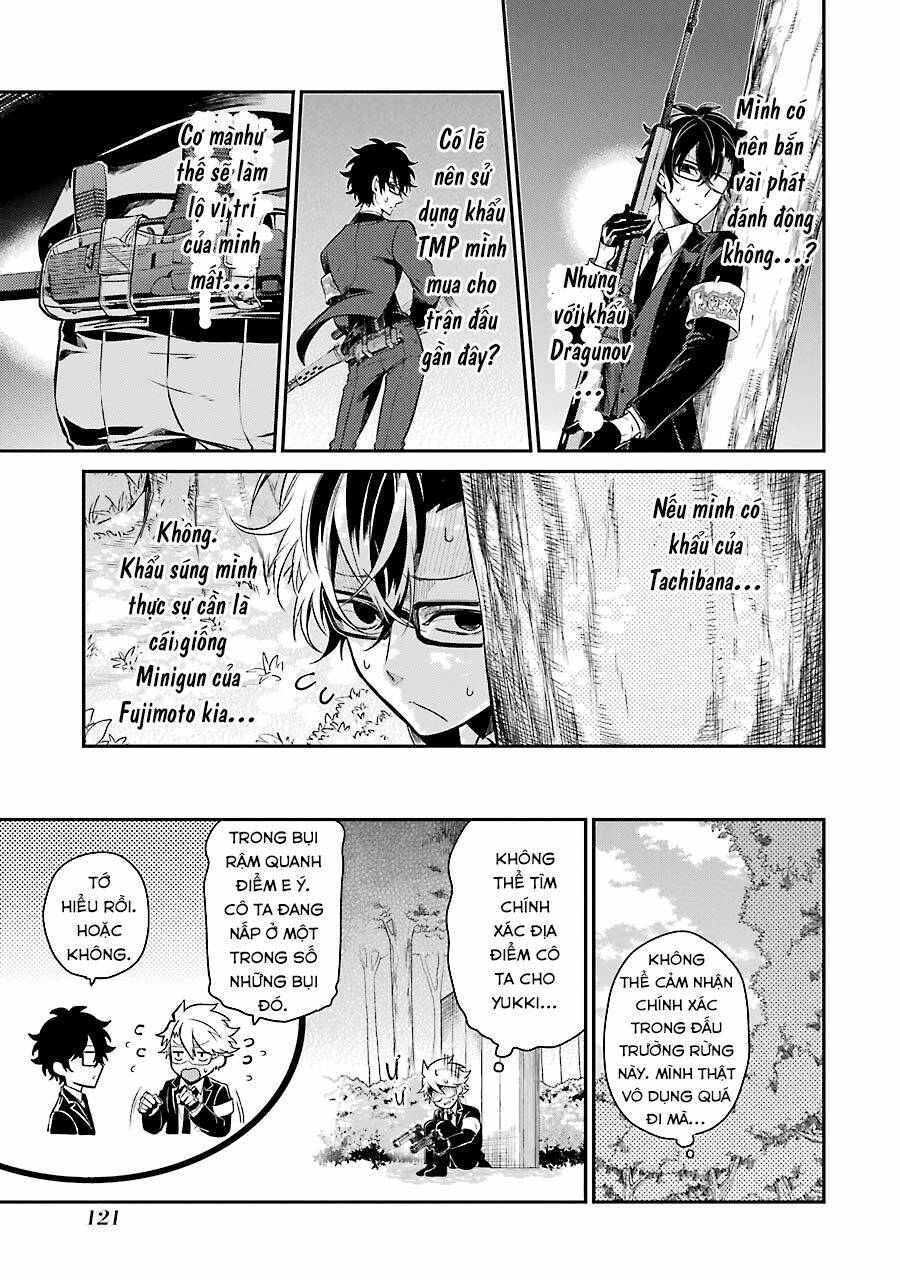 Mình có
nên bắn
vài phát
đánh động
không....?
Nhưng
với khẩu
Dragunov
...
Có lẽ
nên sử
dụng khẩu
TMP mình
mua cho
trận đấu
gần đây?
Cơ mànhư
thế sẽ làm
lộ vị trí
của mình
mất....
Nếu mình có
khẩu của
Tachibana...
Không.
Khẩu súng mình
thực sự cần là
cái giống
Minigun của
Fujimoto kia...
KHÔNG
THỂ CẢM NHẬN
CHÍNH XÁC
TRONG ĐẤU
TRƯỜNG RỪNG
NÀY. MÌNH THẬT
VÔ DỤNG QUÁ
ĐI MÀ...
KHÔNG
THỂ TÌM
CHÍNH
XÁC ĐỊA
ĐIỂM CÔ
TA CHO
YUKKI...
Ư
Ư
TRONG BỤI
RẬM QUANH
ĐIỂM E Ý.
CÔ TA ĐANG
NẤP Ở MỘT
TRONG SỐ
NHỮNG BỤI
ĐÓ.
TỚ
HIỂU RỒI.
HOẶC
KHÔNG.
121